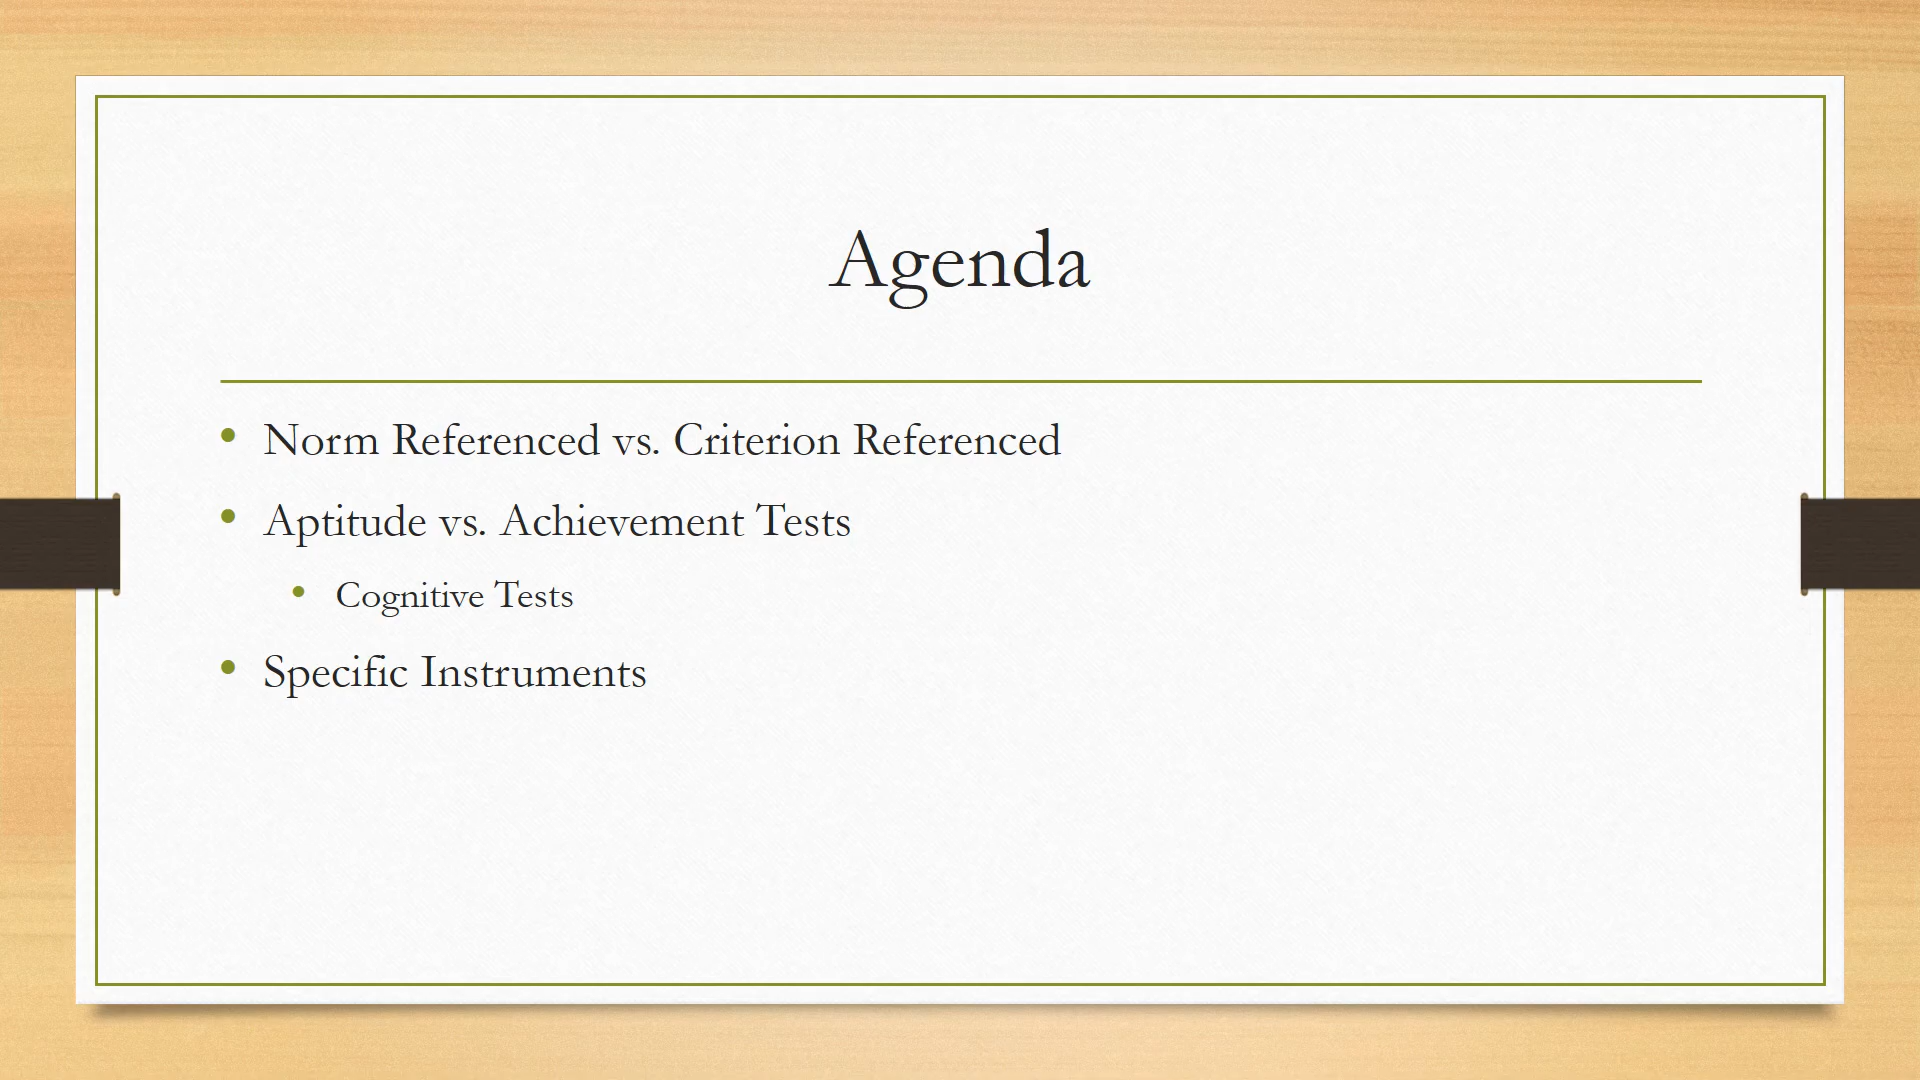 Agenda
• Norm Referenced vs. Criterion Referenced
• Aptitude vs. Achievement Tests
• Cognitive Tests
• Specific Instruments